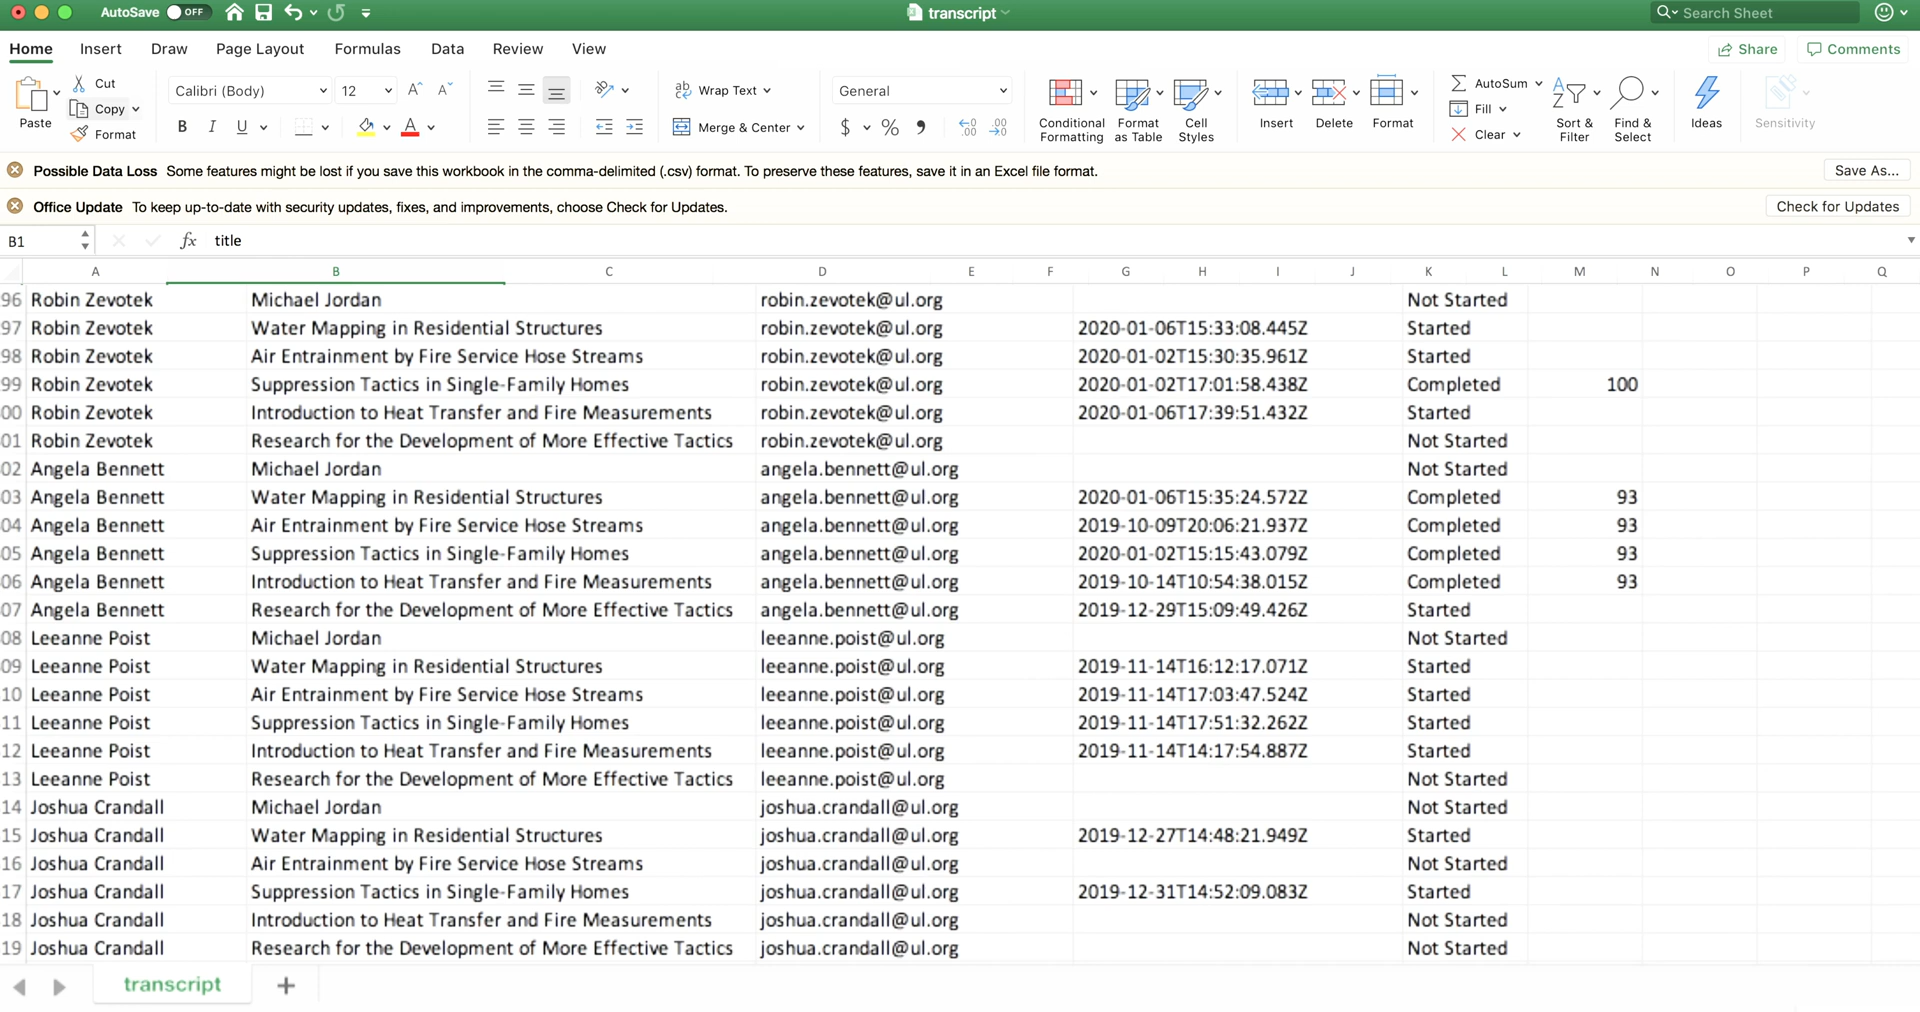 AutoSave OFF transcript Search Sheet
Home Insert Draw Page Layout Formulas Data Review View Share Comments
Paste Cut Copy Format
Calibri (Body) 12 Wrap Text General
B I U A Merge & Center $ %
Conditional Formatting Format as Table Cell Styles Insert Delete Format
AutoSum Fill Clear Sort & Filter Find & Select Ideas Sensitivity
Possible Data Loss Some features might be lost if you save this workbook in the comma-delimited (.csv) format. To preserve these features, save it in an Excel file format. Save As...
Office Update To keep up-to-date with security updates, fixes, and improvements, choose Check for Updates. Check for Updates
B1 fx title
A B C D E F G H I J K L M N O P Q
96 Robin Zevotek Michael Jordan robin.zevotek@ul.org Not Started
97 Robin Zevotek Water Mapping in Residential Structures robin.zevotek@ul.org 2020-01-06T15:33:08.445Z Started
98 Robin Zevotek Air Entrainment by Fire Service Hose Streams robin.zevotek@ul.org 2020-01-02T15:30:35.961Z Started
99 Robin Zevotek Suppression Tactics in Single-Family Homes robin.zevotek@ul.org 2020-01-02T17:01:58.438Z Completed 100
00 Robin Zevotek Introduction to Heat Transfer and Fire Measurements robin.zevotek@ul.org 2020-01-06T17:39:51.432Z Started
01 Robin Zevotek Research for the Development of More Effective Tactics robin.zevotek@ul.org Not Started
02 Angela Bennett Michael Jordan angela.bennett@ul.org Not Started
03 Angela Bennett Water Mapping in Residential Structures angela.bennett@ul.org 2020-01-06T15:35:24.572Z Completed 93
04 Angela Bennett Air Entrainment by Fire Service Hose Streams angela.bennett@ul.org 2019-10-09T20:06:21.937Z Completed 93
05 Angela Bennett Suppression Tactics in Single-Family Homes angela.bennett@ul.org 2020-01-02T15:15:43.079Z Completed 93
06 Angela Bennett Introduction to Heat Transfer and Fire Measurements angela.bennett@ul.org 2019-10-14T10:54:38.015Z Completed 93
07 Angela Bennett Research for the Development of More Effective Tactics angela.bennett@ul.org 2019-12-29T15:09:49.426Z Started
08 Leeanne Poist Michael Jordan leeanne.poist@ul.org Not Started
09 Leeanne Poist Water Mapping in Residential Structures leeanne.poist@ul.org 2019-11-14T16:12:17.071Z Started
10 Leeanne Poist Air Entrainment by Fire Service Hose Streams leeanne.poist@ul.org 2019-11-14T17:03:47.524Z Started
11 Leeanne Poist Suppression Tactics in Single-Family Homes leeanne.poist@ul.org 2019-11-14T17:51:32.262Z Started
12 Leeanne Poist Introduction to Heat Transfer and Fire Measurements leeanne.poist@ul.org 2019-11-14T14:17:54.887Z Started
13 Leeanne Poist Research for the Development of More Effective Tactics leeanne.poist@ul.org Not Started
14 Joshua Crandall Michael Jordan joshua.crandall@ul.org Not Started
15 Joshua Crandall Water Mapping in Residential Structures joshua.crandall@ul.org 2019-12-27T14:48:21.949Z Started
16 Joshua Crandall Air Entrainment by Fire Service Hose Streams joshua.crandall@ul.org Not Started
17 Joshua Crandall Suppression Tactics in Single-Family Homes joshua.crandall@ul.org 2019-12-31T14:52:09.083Z Started
18 Joshua Crandall Introduction to Heat Transfer and Fire Measurements joshua.crandall@ul.org Not Started
19 Joshua Crandall Research for the Development of More Effective Tactics joshua.crandall@ul.org Not Started
transcript